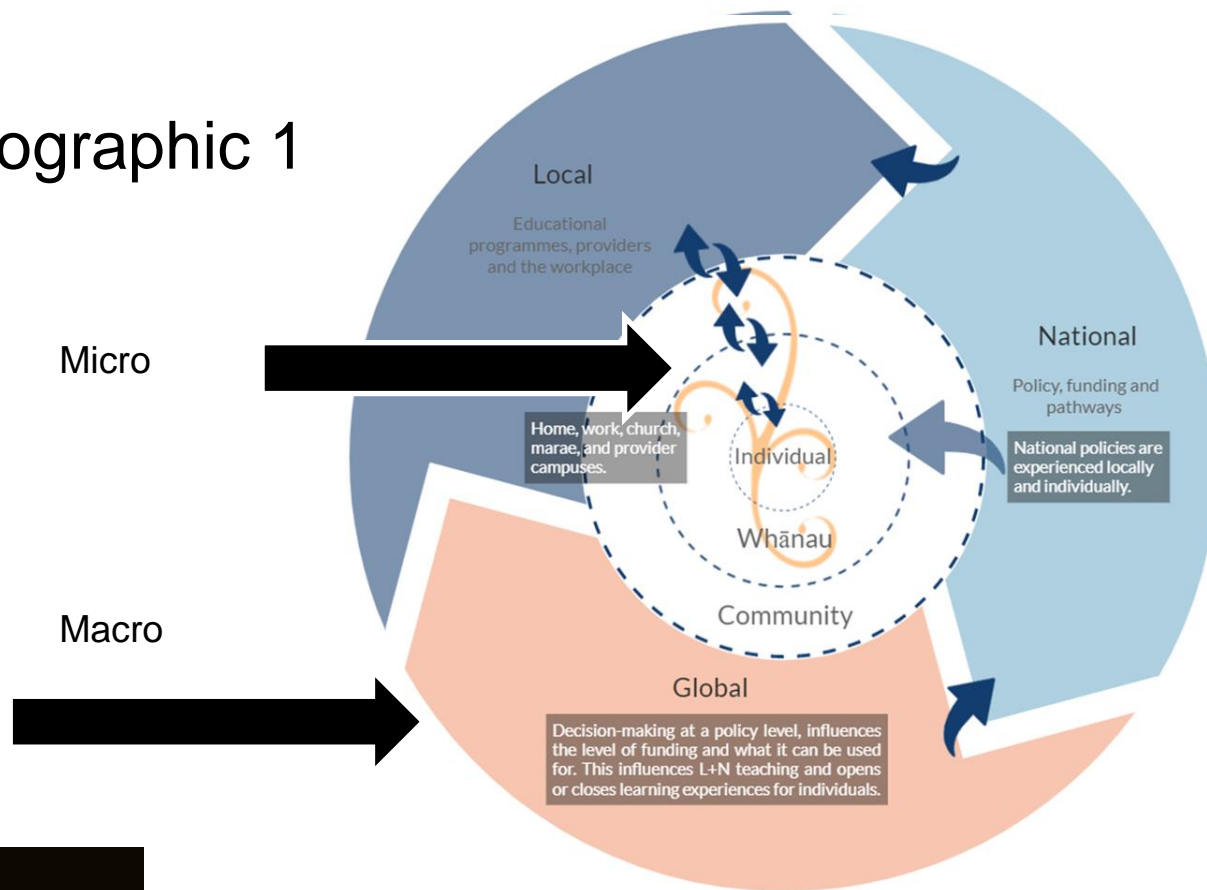 ographic 1
Local
Educational
programmes, providers
and the workplace
Micro
National
Policy, funding and
pathways
Home, work, church,
marae, and provider
campuses.
Individual
National policies are
experienced locally
and individually.
Whānau
Community
Macro
Global
Decision-making at a policy level, influences
the level of funding and what it can be used
for. This influences L+N teaching and opens
or closes learning experiences for individuals.